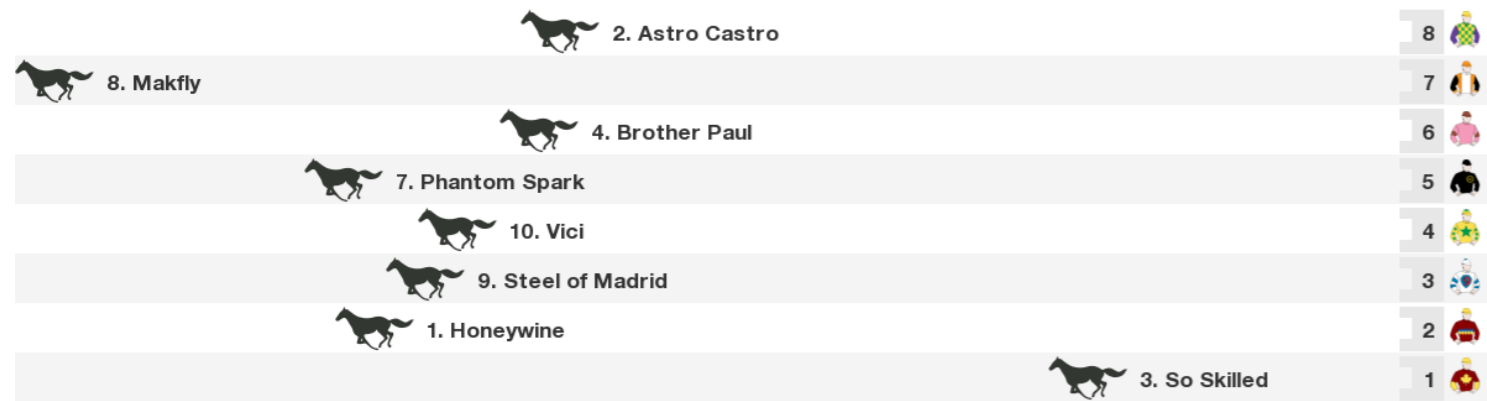 2. Astro Castro 8
8. Makfly 7
4. Brother Paul 6
7. Phantom Spark 5
10. Vici 4
9. Steel of Madrid 3
1. Honeywine 2
3. So Skilled 1